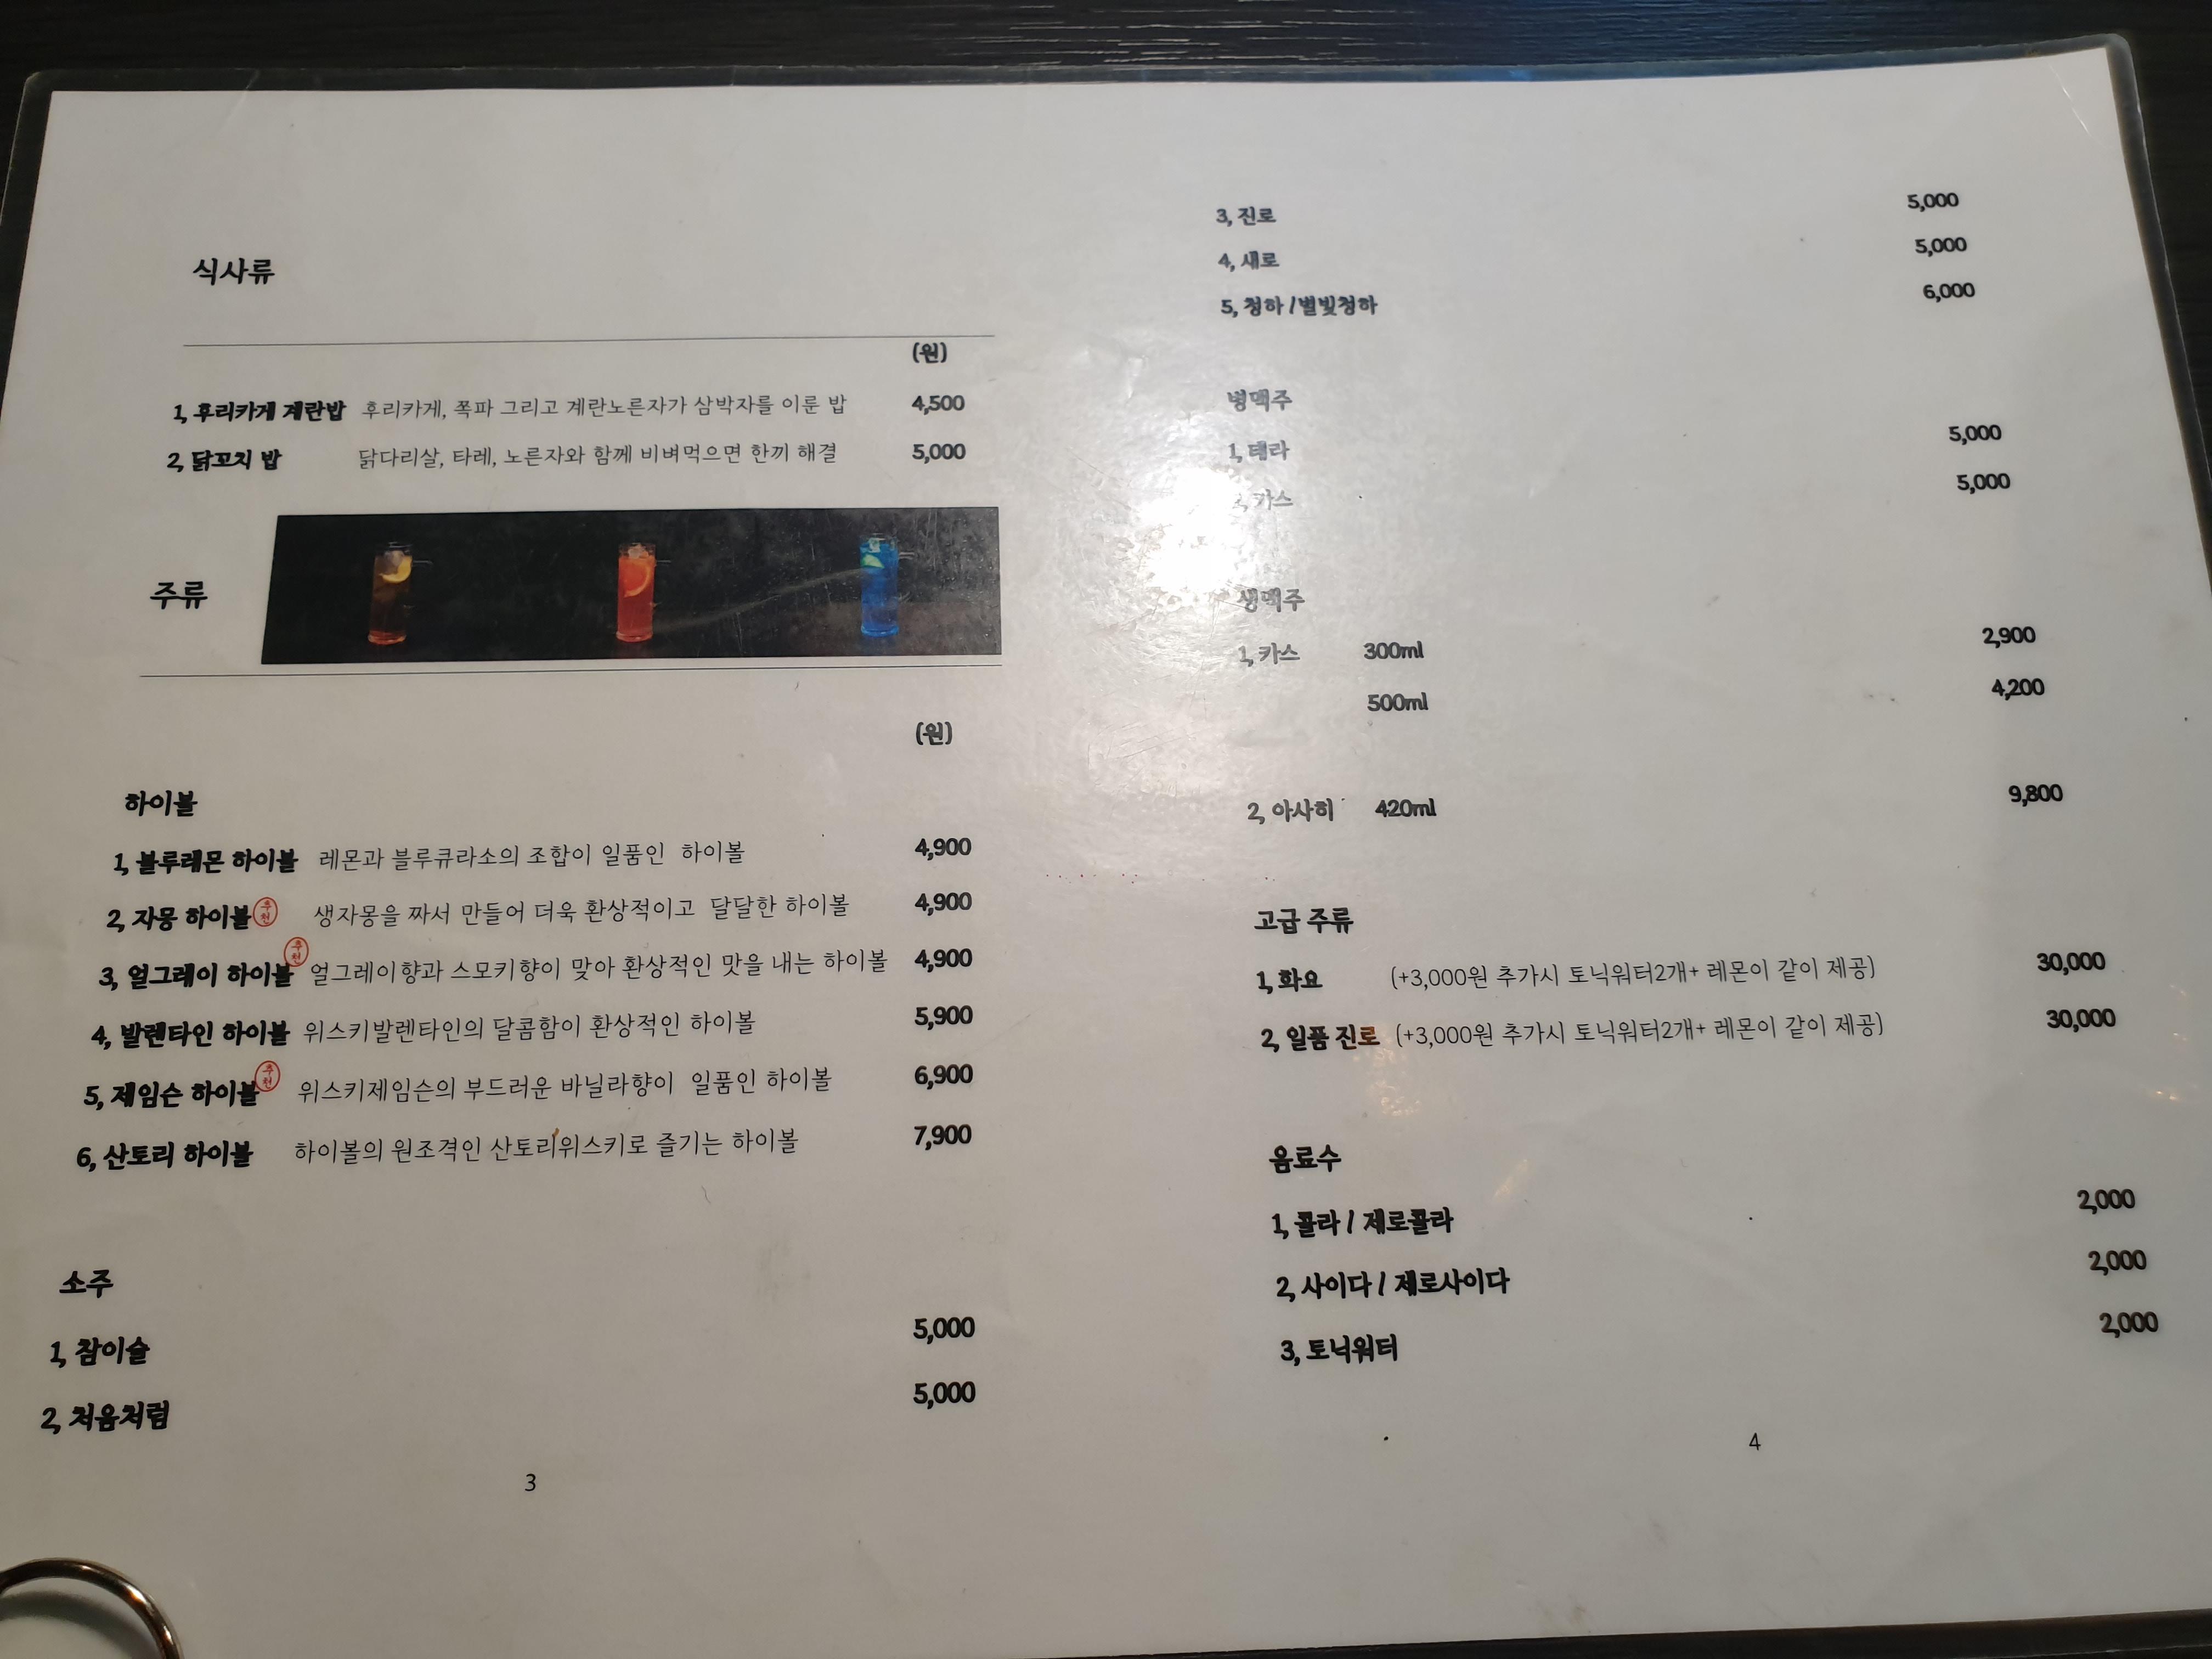 식사류
(원)
1, 후리카게 계란밥 후리카게, 쪽파 그리고 계란노른자가 삼박자를 이룬 밥 4,500
2, 닭꼬치 밥 닭다리살, 타레, 노른자와 함께 비벼먹으면 한끼 해결 5,000
주류
(원)
하이볼
1, 블루레몬 하이볼 레몬과 블루큐라소의 조합이 일품인 하이볼 4,900
2, 자몽 하이볼 추천 생자몽을 짜서 만들어 더욱 환상적이고 달달한 하이볼 4,900
3, 얼그레이 하이볼 추천 얼그레이향과 스모키향이 맞아 환상적인 맛을 내는 하이볼 4,900
4, 발렌타인 하이볼 위스키발렌타인의 달콤함이 환상적인 하이볼 5,900
5, 제임슨 하이볼 추천 위스키제임슨의 부드러운 바닐라향이 일품인 하이볼 6,900
6, 산토리 하이볼 하이볼의 원조격인 산토리위스키로 즐기는 하이볼 7,900
소주
1, 참이슬 5,000
2, 처음처럼 5,000
3
3, 진로 5,000
4, 새로 5,000
5, 청하 / 별빛청하 6,000
병맥주
1, 테라 5,000
2, 카스 5,000
생맥주
1, 카스 300ml 2,900
500ml 4,200
2, 아사히 420ml 9,800
고급 주류
1, 화요 (+3,000원 추가시 토닉워터2개+ 레몬이 같이 제공) 30,000
2, 일품 진로 (+3,000원 추가시 토닉워터2개+ 레몬이 같이 제공) 30,000
음료수
1, 콜라 / 제로콜라 2,000
2, 사이다 / 제로사이다 2,000
3, 토닉워터 2,000
4